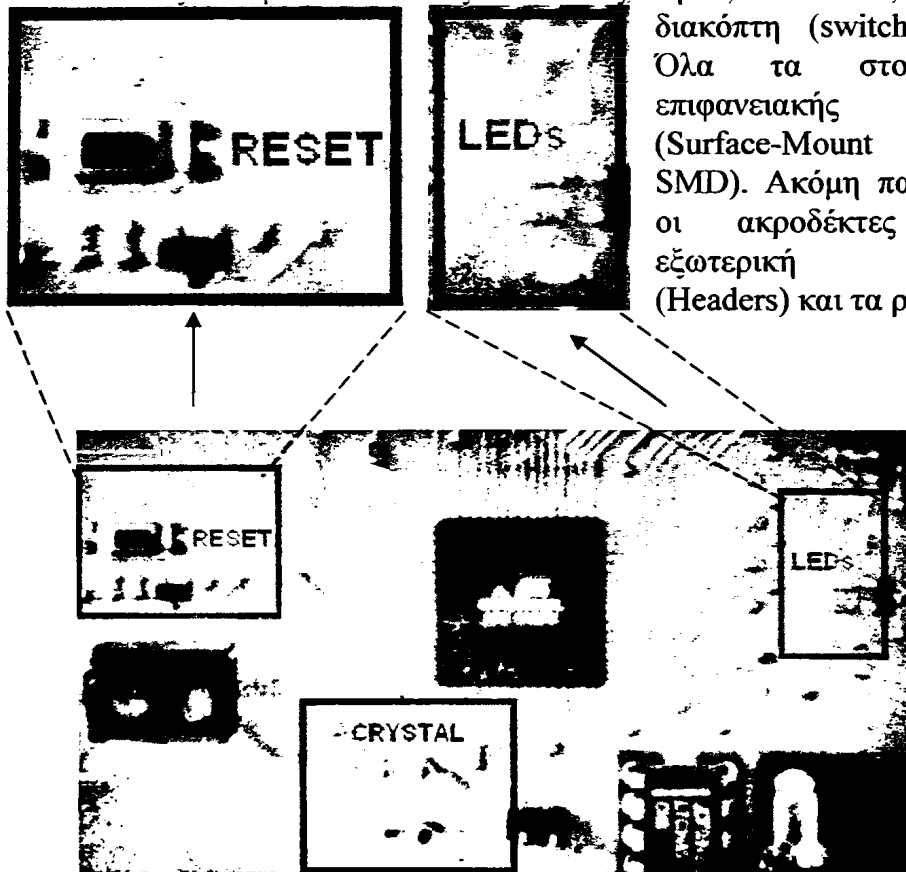 διακόπτη (switch
Όλα τα στο
επιφανειακής
(Surface-Mount
SMD). Ακόμη πα
οι ακροδέκτες
εξωτερική
(Headers) και τα ρ
RESET
LEDs
RESET
LEDs
CRYSTAL